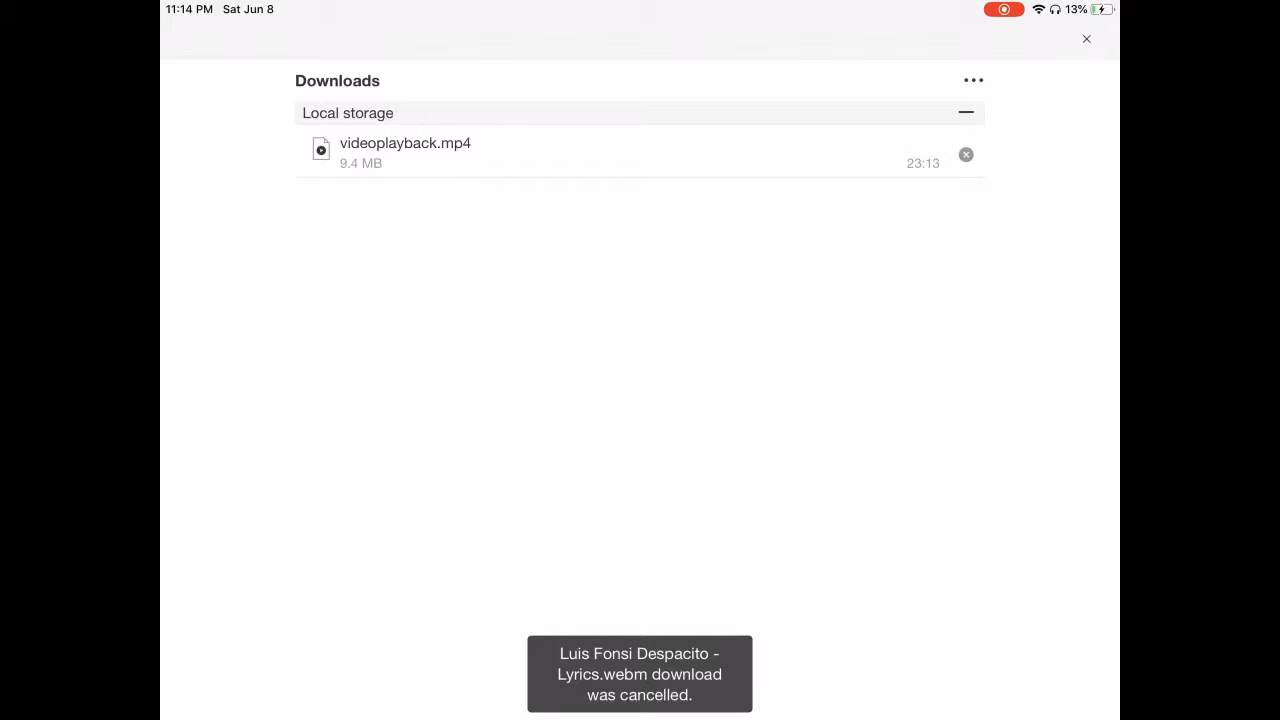 11:14 PM Sat Jun 8
13%
Downloads
Local storage
videoplayback.mp4
9.4 MB
23:13
Luis Fonsi Despacito -
Lyrics.webm download
was cancelled.